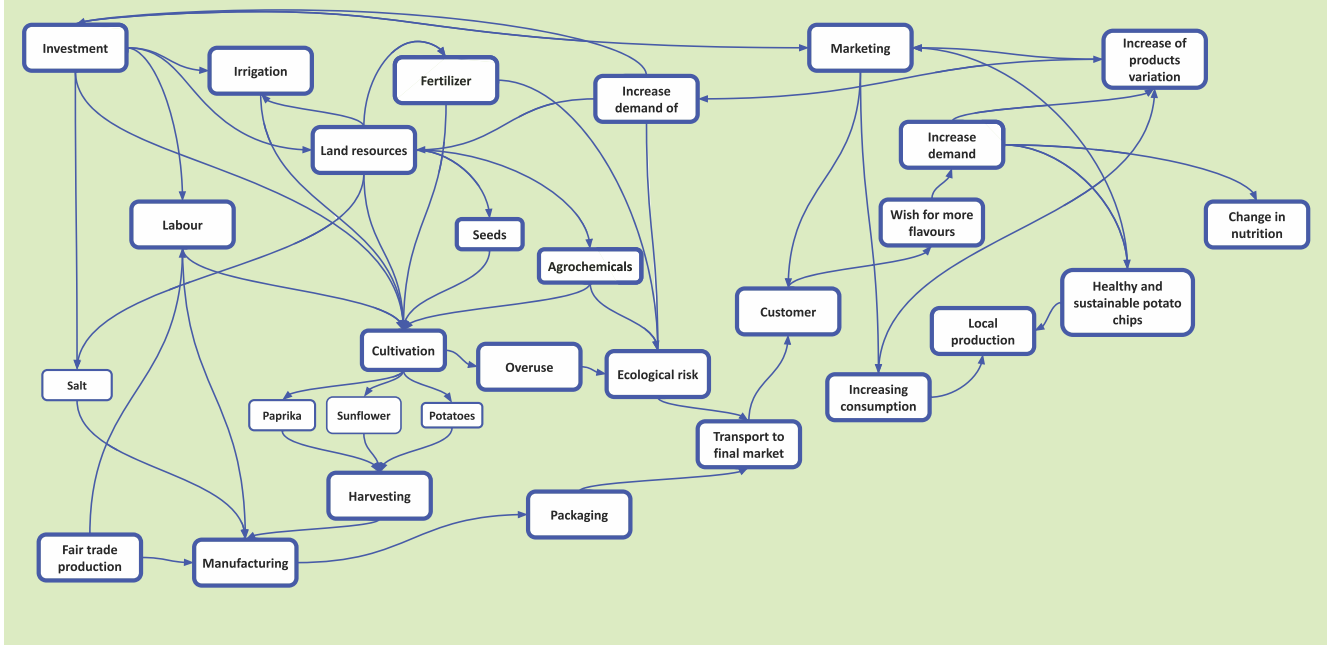 Investment
Irrigation
Fertilizer
Increase
demand of
Marketing
Increase of
products
variation
Land resources
Increase
demand
Labour
Seeds
Agrochemicals
Wish for more
flavours
Change in
nutrition
Customer
Healthy and
sustainable potato
chips
Local
production
Cultivation
Overuse
Ecological risk
Salt
Paprika
Sunflower
Potatoes
Increasing
consumption
Transport to
final market
Harvesting
Packaging
Fair trade
production
Manufacturing